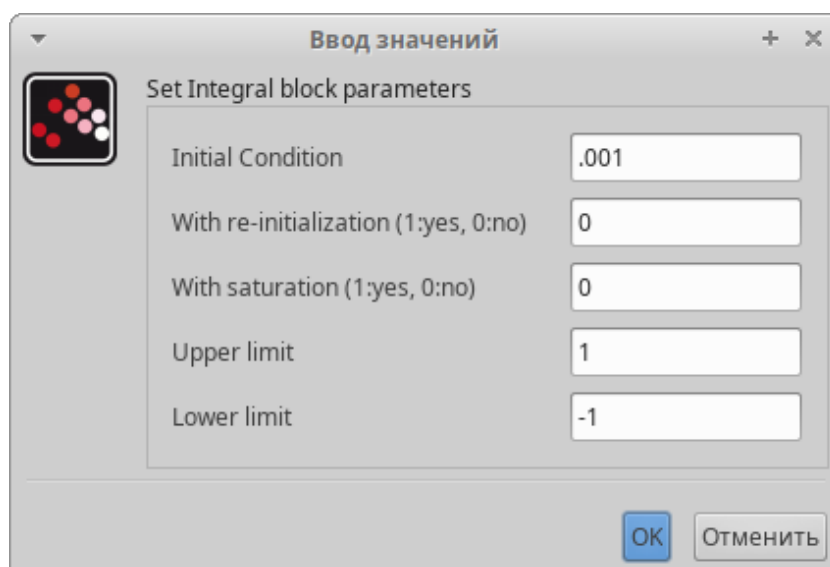 Ввод значений
Set Integral block parameters
Initial Condition .001
With re-initialization (1:yes, 0:no) 0
With saturation (1:yes, 0:no) 0
Upper limit 1
Lower limit -1
OK Отменить